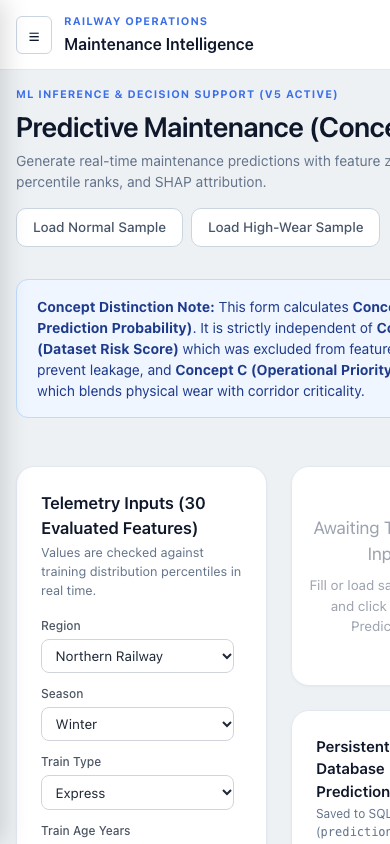 ☰
RAILWAY OPERATIONS
Maintenance Intelligence
ML INFERENCE & DECISION SUPPORT (V5 ACTIVE)
Predictive Maintenance (Conce
Generate real-time maintenance predictions with feature z
percentile ranks, and SHAP attribution.
Load Normal Sample
Load High-Wear Sample
Concept Distinction Note: This form calculates Conc
Prediction Probability). It is strictly independent of Co
(Dataset Risk Score) which was excluded from feature
prevent leakage, and Concept C (Operational Priority
which blends physical wear with corridor criticality.
Telemetry Inputs (30
Evaluated Features)
Values are checked against
training distribution percentiles in
real time.
Region
Northern Railway
Season
Winter
Train Type
Express
Train Age Years
Awaiting T
Inp
Fill or load sa
and click
Predic
Persistent
Database
Prediction
Saved to SQL
(prediction